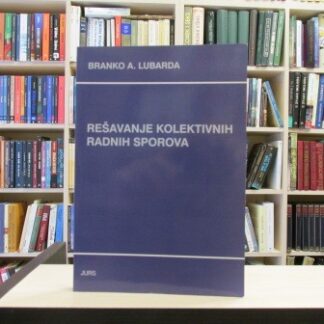 BRANKO A. LUBARDA
REŠAVANJE KOLEKTIVNIH
RADNIH SPOROVA
JURS